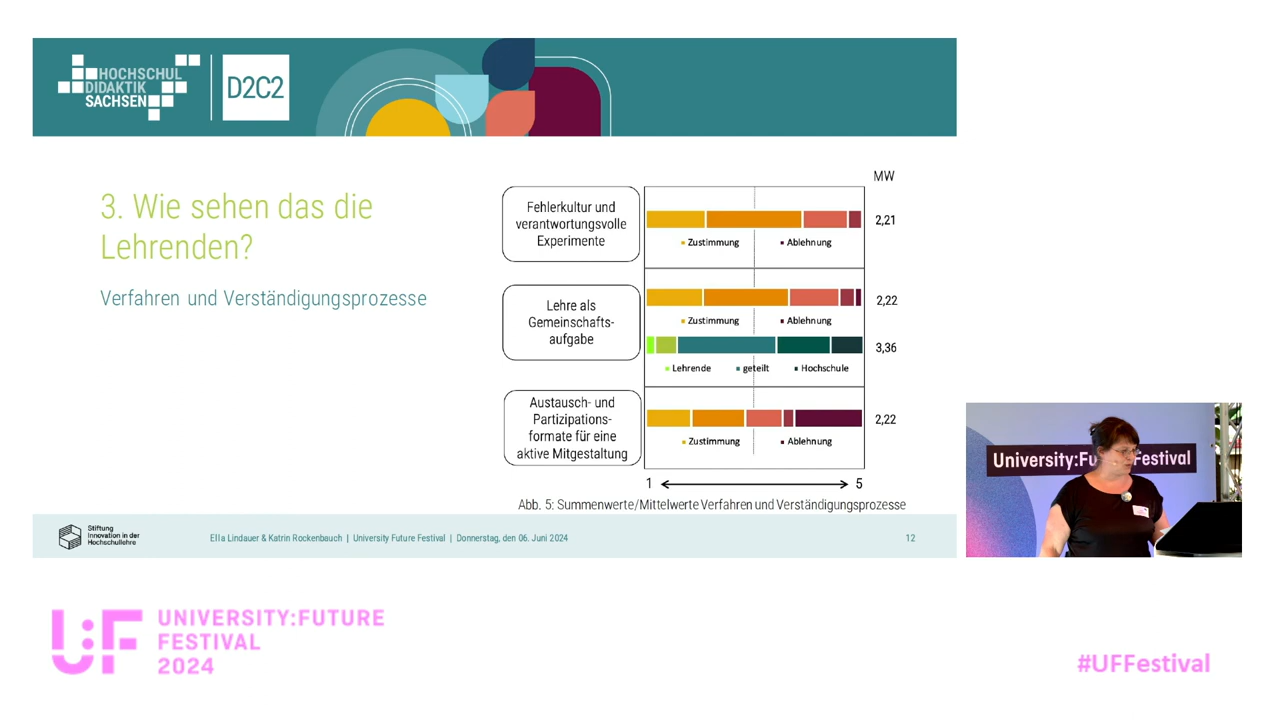 HOCHSCHUL
DIDAKTIK
SACHSEN
D2C2
3. Wie sehen das die
Lehrenden?
Verfahren und Verständigungsprozesse
MW
Fehlerkultur und
verantwortungsvolle
Experimente
Zustimmung
Ablehnung
2,21
Lehre als
Gemeinschafts-
aufgabe
Zustimmung
Ablehnung
2,22
Lehrende
geteilt
Hochschule
3,36
Austausch- und
Partizipations-
formate für eine
aktive Mitgestaltung
Zustimmung
Ablehnung
2,22
1
5
Abb. 5: Summenwerte/Mittelwerte Verfahren und Verständigungsprozesse
Stiftung
Innovation in der
Hochschullehre
Ella Lindauer & Katrin Rockenbauch | University Future Festival | Donnerstag, den 06. Juni 2024
12
University:Fu Festival
U:F
UNIVERSITY:FUTURE
FESTIVAL
2024
#UFFestival